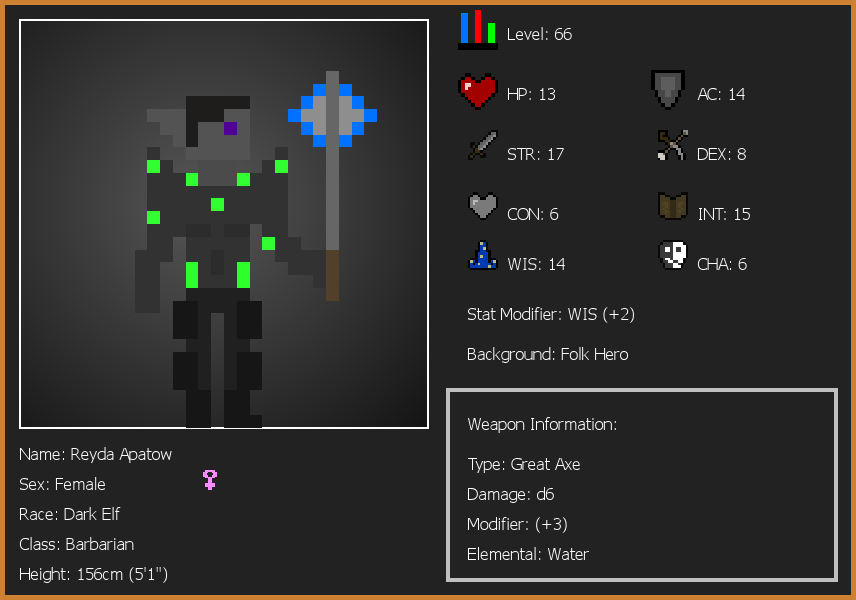 Level: 66
HP: 13
AC: 14
STR: 17
DEX: 8
CON: 6
INT: 15
WIS: 14
CHA: 6
Stat Modifier: WIS (+2)
Background: Folk Hero
Weapon Information:
Type: Great Axe
Damage: d6
Modifier: (+3)
Elemental: Water
Name: Reyda Apatow
Sex: Female
Race: Dark Elf
Class: Barbarian
Height: 156cm (5'1")